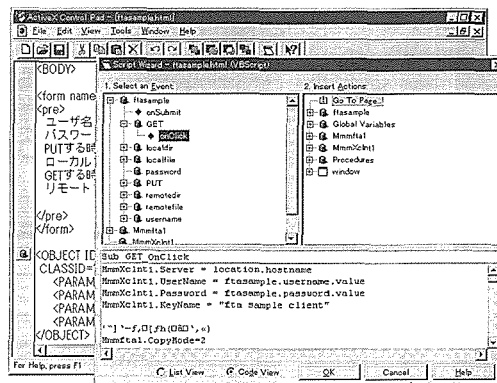 ActiveX Control Pad - [ftasample.html]
File Edit View Tools Window Help
<BODY>
<form name
<pre>
ユーザ名
パスワー
PUTする時
ローカル
GETする時
リモート
</pre>
</form>
<OBJECT ID
CLASSID=
<PARAM
<PARAM
<PARAM
<PARAM
</OBJECT>
For Help, press F1
Script Wizard - ftasample.html (VBScript)
1. Select an Event:
ftasample
onSubmit
GET
onClick
localdir
localfile
password
PUT
remotedir
remotefile
username
Mmmfta1
MmmXclnt1
2. Insert Actions:
Go To Page...
ftasample
Global Variables
Mmmfta1
MmmXclnt1
Procedures
window
Sub GET_OnClick
MmmXclnt1.Server = location.hostname
MmmXclnt1.UserName = ftasample.username.value
MmmXclnt1.Password = ftasample.password.value
MmmXclnt1.KeyName = "fta sample client"
Mmmfta1.CopyMode=2
List View Code View OK Cancel Help